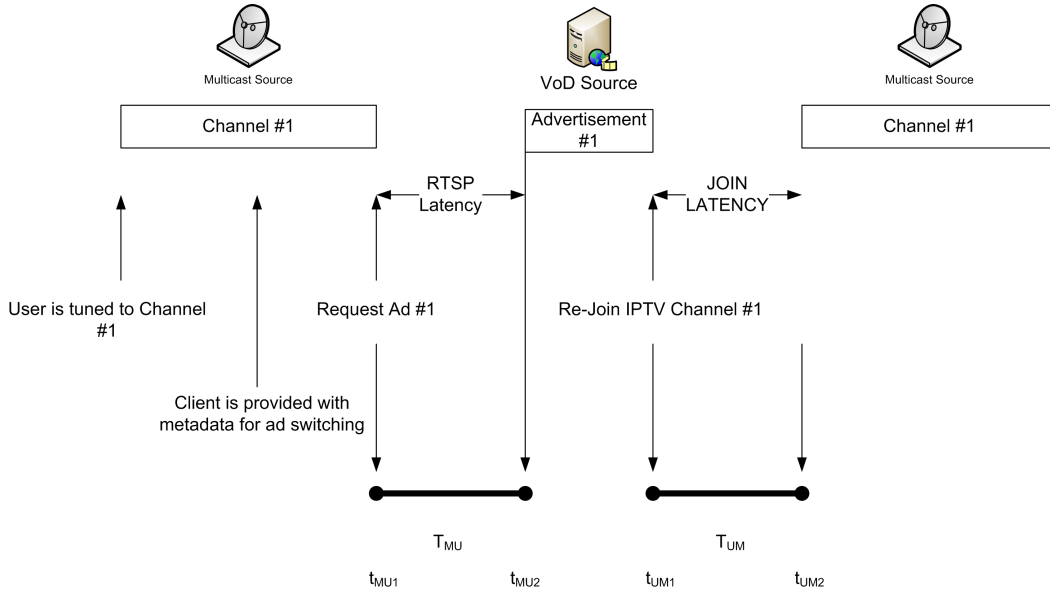 Multicast Source
VoD Source
Multicast Source
Channel #1
Advertisement
#1
Channel #1
RTSP
Latency
JOIN
LATENCY
User is tuned to Channel
#1
Request Ad #1
Re-Join IPTV Channel #1
Client is provided with
metadata for ad switching
TMU
TUM
tMU1
tMU2
tUM1
tUM2